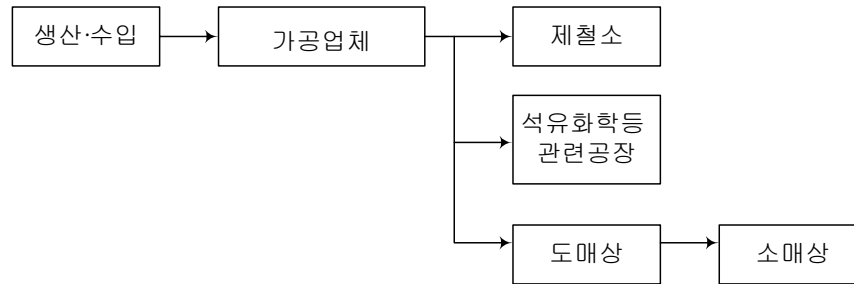 생산·수입
가공업체
제철소
석유화학등
관련공장
도매상
소매상